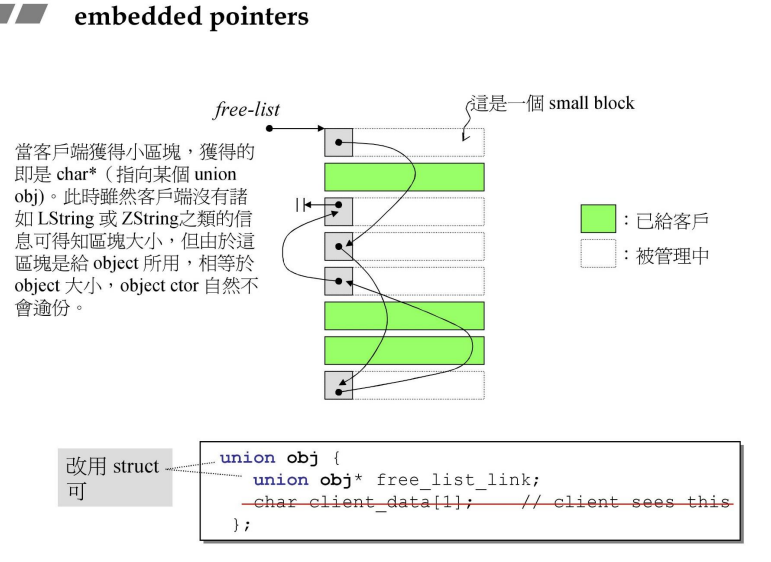 embedded pointers
free-list
這是一個 small block
當客戶端獲得小區塊，獲得的
即是 char*（指向某個 union
obj)。此時雖然客戶端沒有諸
如 LString 或 ZString之類的信
息可得知區塊大小，但由於這
區塊是給 object 所用，相等於
object 大小，object ctor 自然不
會逾份。
：已給客戶
：被管理中
改用 struct
可
union obj {
union obj* free_list_link;
char client_data[1]; // client sees this
};